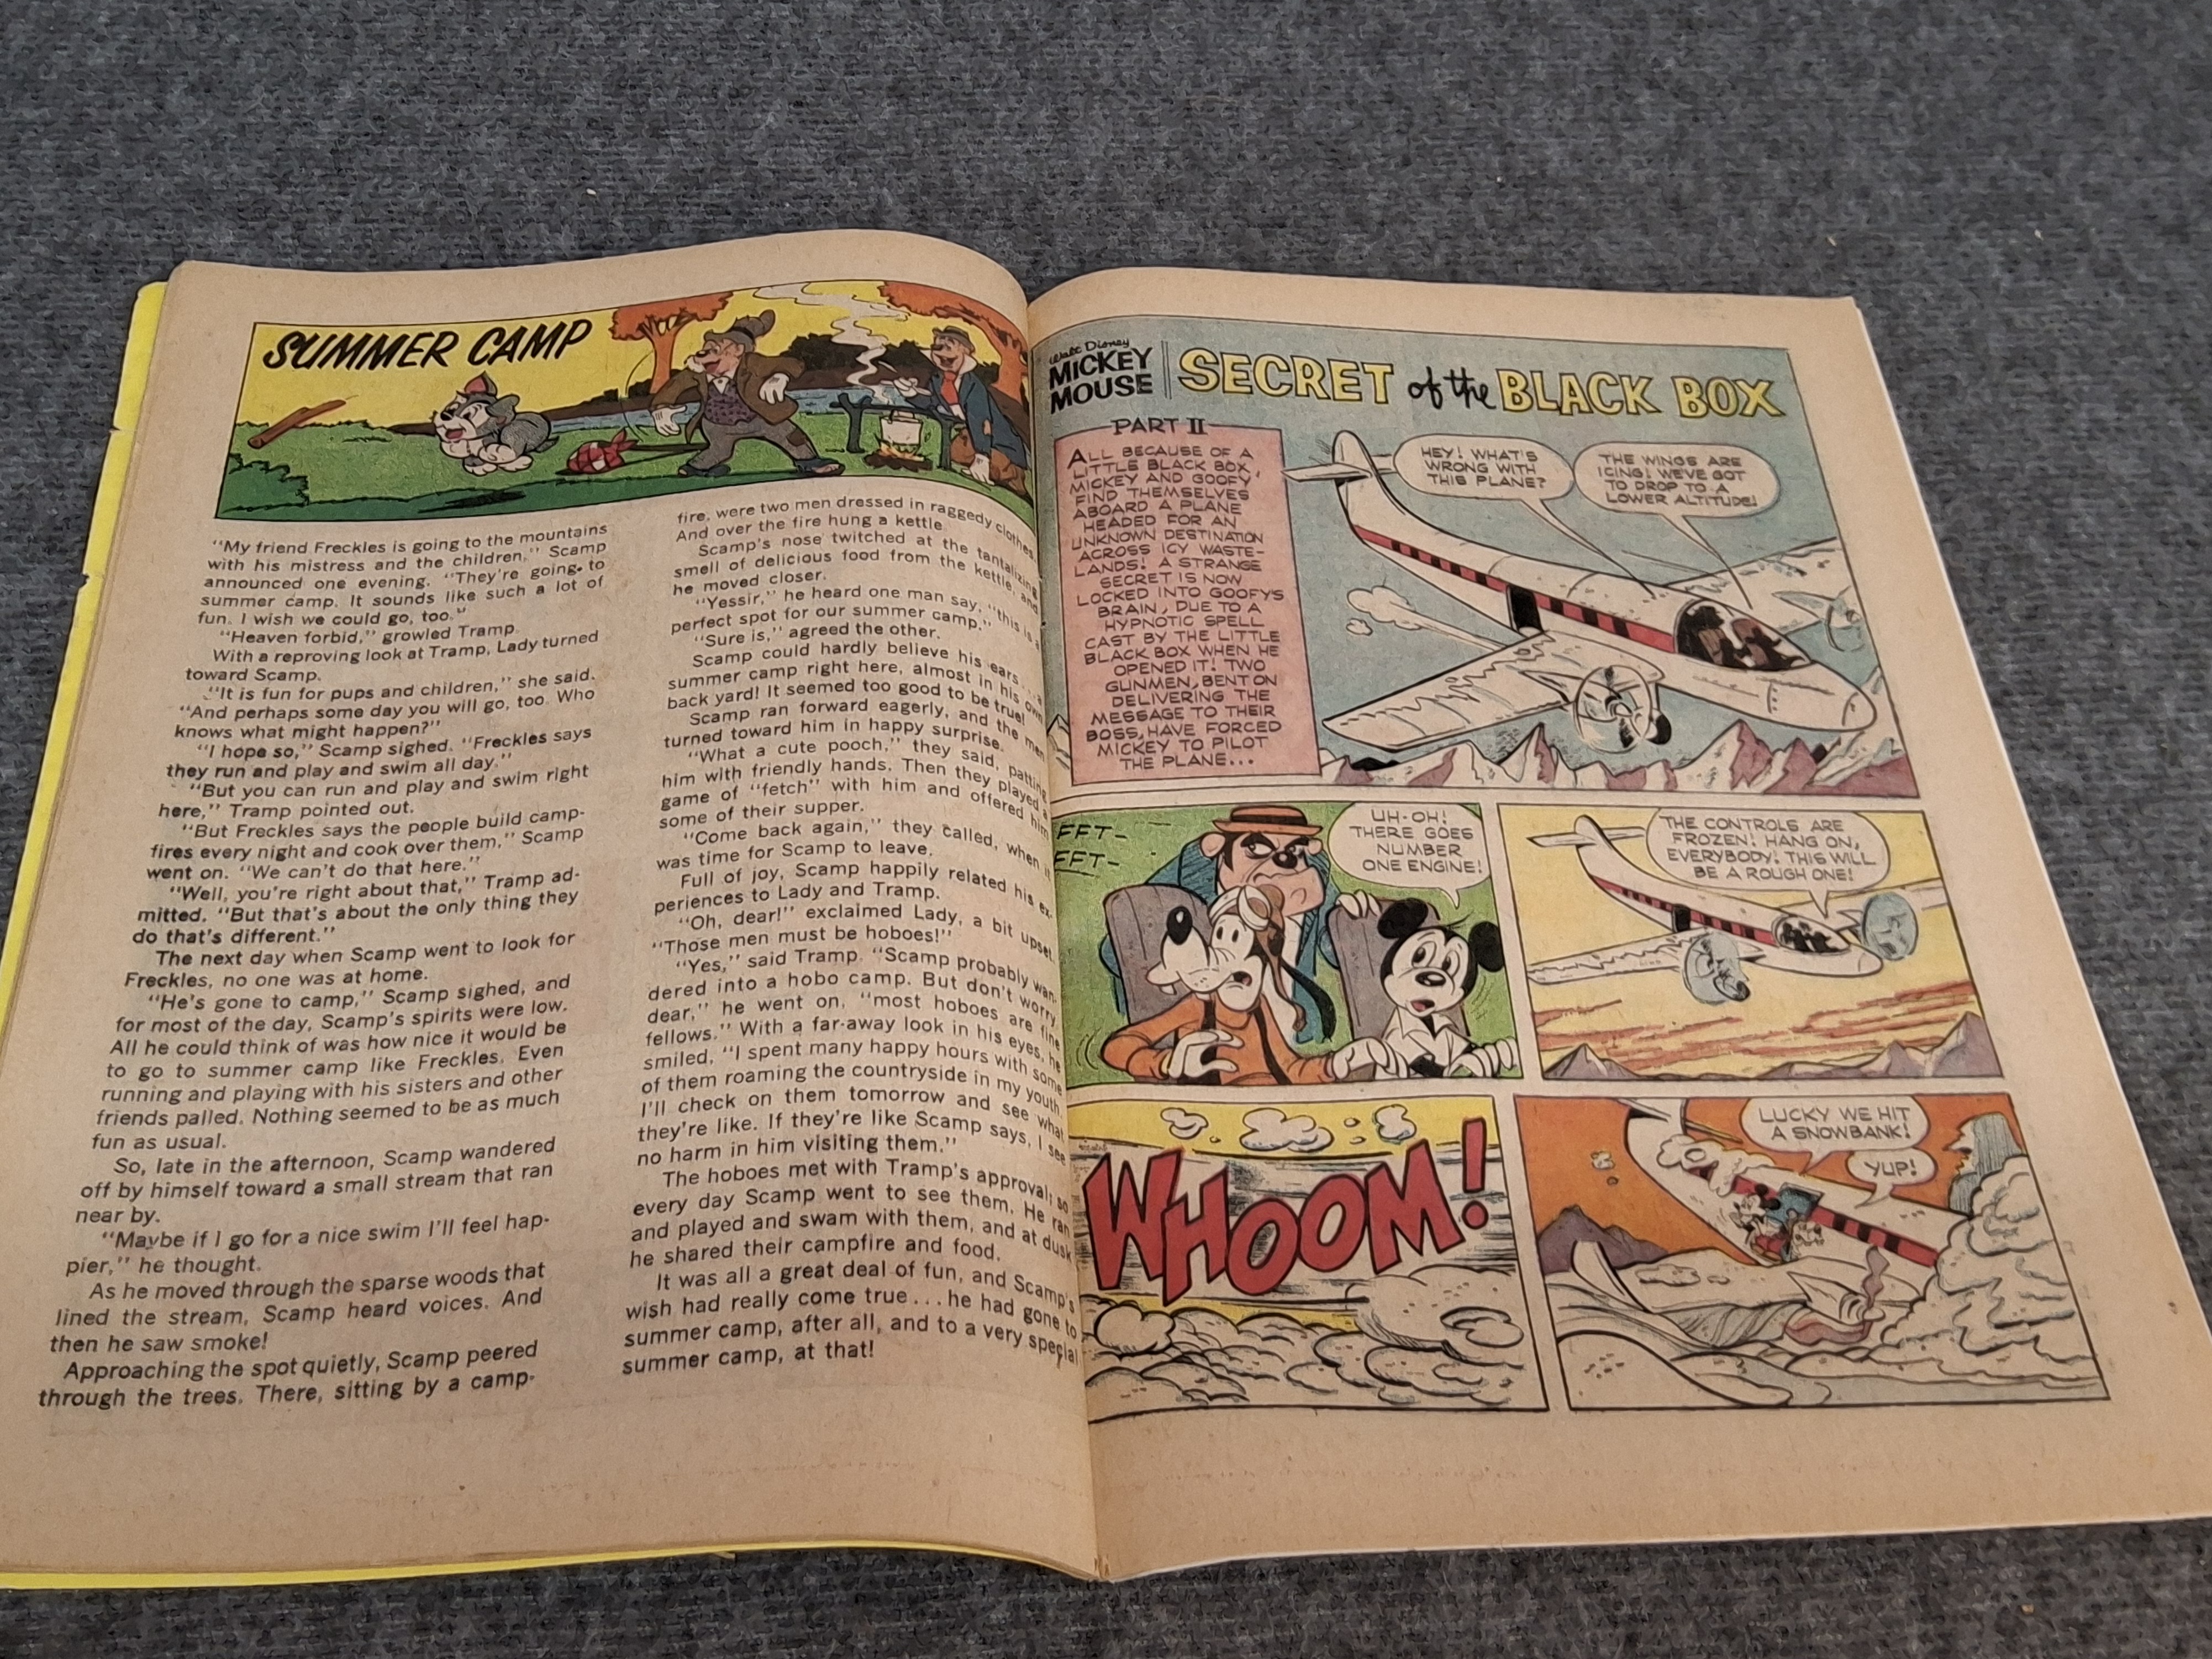 SUMMER CAMP
"My friend Freckles is going to the mountains
with his mistress and the children," Scamp
announced one evening. "They're going to
summer camp. It sounds like such a lot of
fun. I wish we could go, too."
"Heaven forbid," growled Tramp.
With a reproving look at Tramp, Lady turned
toward Scamp.
"It is fun for pups and children," she said.
"And perhaps some day you will go, too. Who
knows what might happen?"
"I hope so," Scamp sighed. "Freckles says
they run and play and swim all day."
"But you can run and play and swim right
here," Tramp pointed out.
"But Freckles says the people build camp-
fires every night and cook over them," Scamp
went on. "We can't do that here."
"Well, you're right about that," Tramp ad-
mitted. "But that's about the only thing they
do that's different."
The next day when Scamp went to look for
Freckles, no one was at home.
"He's gone to camp," Scamp sighed, and
for most of the day, Scamp's spirits were low.
All he could think of was how nice it would be
to go to summer camp like Freckles. Even
running and playing with his sisters and other
friends palled. Nothing seemed to be as much
fun as usual.
So, late in the afternoon, Scamp wandered
off by himself toward a small stream that ran
near by.
"Maybe if I go for a nice swim I'll feel hap-
pier," he thought.
As he moved through the sparse woods that
lined the stream, Scamp heard voices. And
then he saw smoke!
Approaching the spot quietly, Scamp peered
through the trees. There, sitting by a camp-
fire, were two men dressed in raggedy clothes.
And over the fire hung a kettle.
Scamp's nose twitched at the tantalizing
smell of delicious food from the kettle, and
he moved closer.
"Yessir," he heard one man say, "this is a
perfect spot for our summer camp."
"Sure is," agreed the other.
Scamp could hardly believe his ears... a
summer camp right here, almost in his own
back yard! It seemed too good to be true!
Scamp ran forward eagerly, and the men
turned toward him in happy surprise.
"What a cute pooch," they said, patting
him with friendly hands. Then they played a
game of "fetch" with him and offered him
some of their supper.
"Come back again," they called, when it
was time for Scamp to leave.
Full of joy, Scamp happily related his ex-
periences to Lady and Tramp.
"Oh, dear!" exclaimed Lady, a bit upset.
"Those men must be hoboes!"
"Yes," said Tramp. "Scamp probably wan-
dered into a hobo camp. But don't worry,
dear," he went on, "most hoboes are fine
fellows." With a far-away look in his eyes, he
smiled, "I spent many happy hours with some
of them roaming the countryside in my youth.
I'll check on them tomorrow and see what
they're like. If they're like Scamp says, I see
no harm in him visiting them."
The hoboes met with Tramp's approval; so
every day Scamp went to see them. He ran
and played and swam with them, and at dusk
he shared their campfire and food.
It was all a great deal of fun, and Scamp's
wish had really come true...he had gone to
summer camp, after all, and to a very special
summer camp, at that!
Walt Disney
MICKEY
MOUSE
SECRET of the BLACK BOX
PART II
ALL BECAUSE OF A
LITTLE BLACK BOX,
MICKEY AND GOOFY
FIND THEMSELVES
ABOARD A PLANE
HEADED FOR AN
UNKNOWN DESTINATION
ACROSS ICY WASTE-
LANDS! A STRANGE
SECRET IS NOW
LOCKED INTO GOOFY'S
BRAIN, DUE TO A
HYPNOTIC SPELL
CAST BY THE LITTLE
BLACK BOX WHEN HE
OPENED IT! TWO
GUNMEN, BENT ON
DELIVERING THE
MESSAGE TO THEIR
BOSS, HAVE FORCED
MICKEY TO PILOT
THE PLANE...
HEY! WHAT'S
WRONG WITH
THIS PLANE?
THE WINGS ARE
ICING! WE'VE GOT
TO DROP TO A
LOWER ALTITUDE!
FFT-
FFT-
UH-OH!
THERE GOES
NUMBER
ONE ENGINE!
THE CONTROLS ARE
FROZEN! HANG ON,
EVERYBODY! THIS WILL
BE A ROUGH ONE!
WHOOM!
LUCKY WE HIT
A SNOWBANK!
YUP!